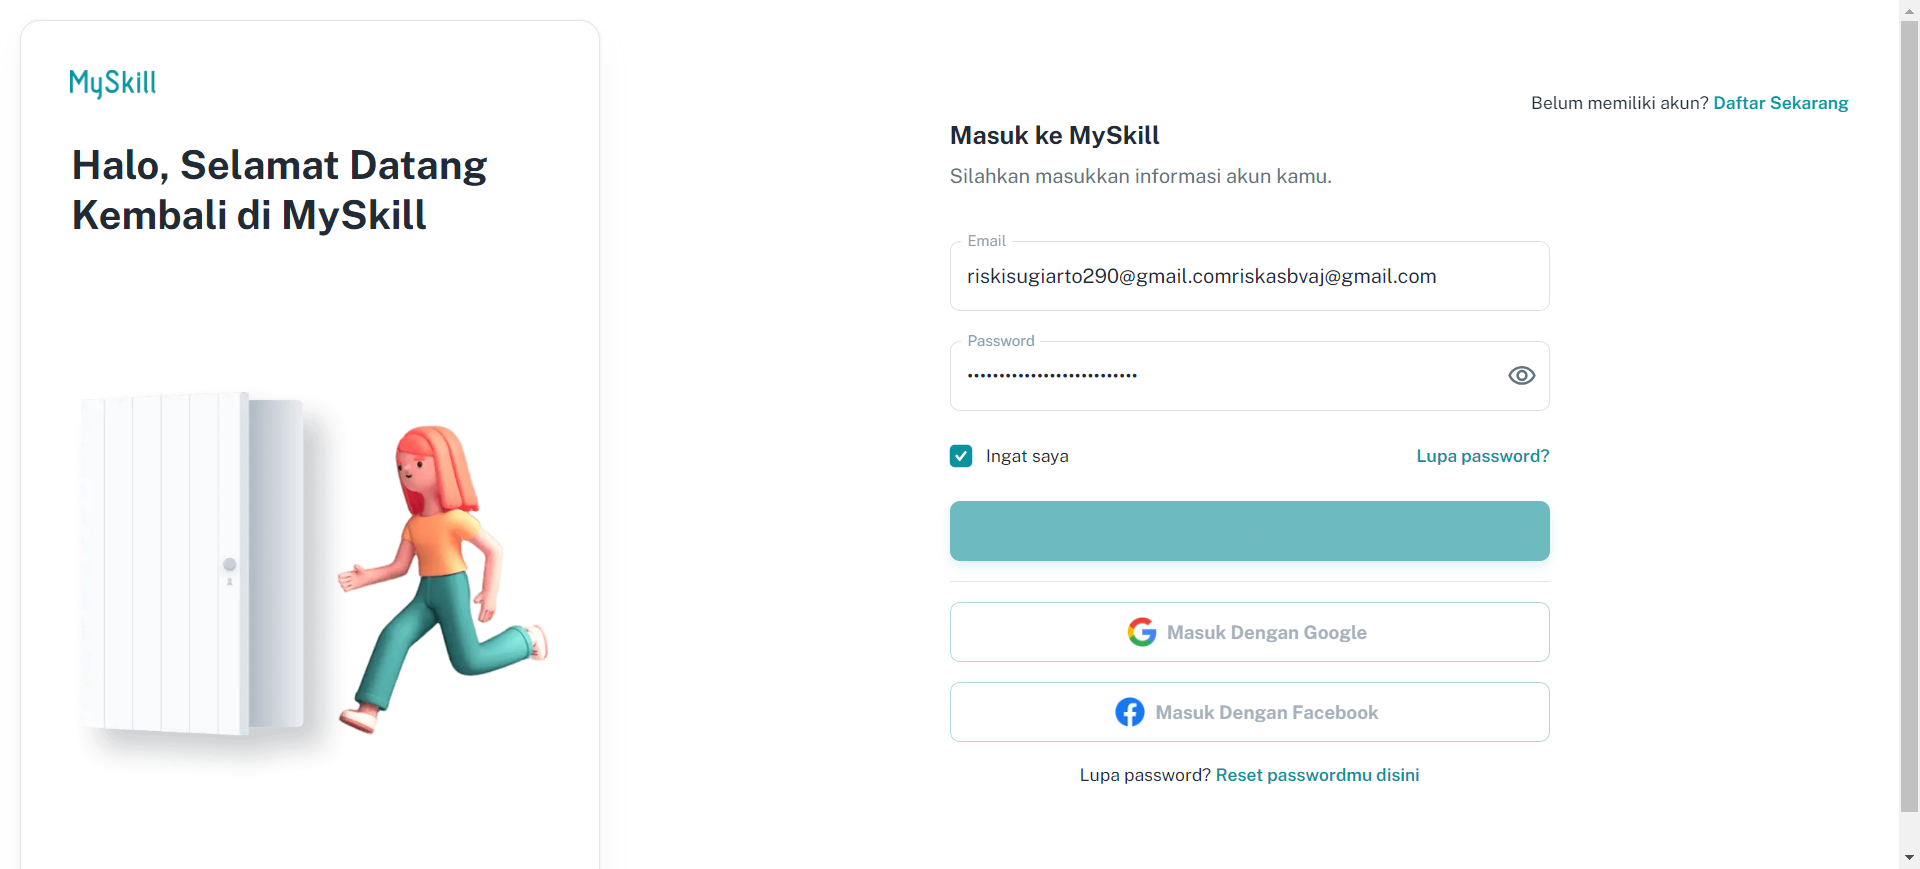 MySkill
Halo, Selamat Datang
Kembali di MySkill
Belum memiliki akun? Daftar Sekarang
Masuk ke MySkill
Silahkan masukkan informasi akun kamu.
Email
riskisugiarto290@gmail.comriskasbvaj@gmail.com
Password
Ingat saya
Lupa password?
Masuk Dengan Google
Masuk Dengan Facebook
Lupa password? Reset passwordmu disini